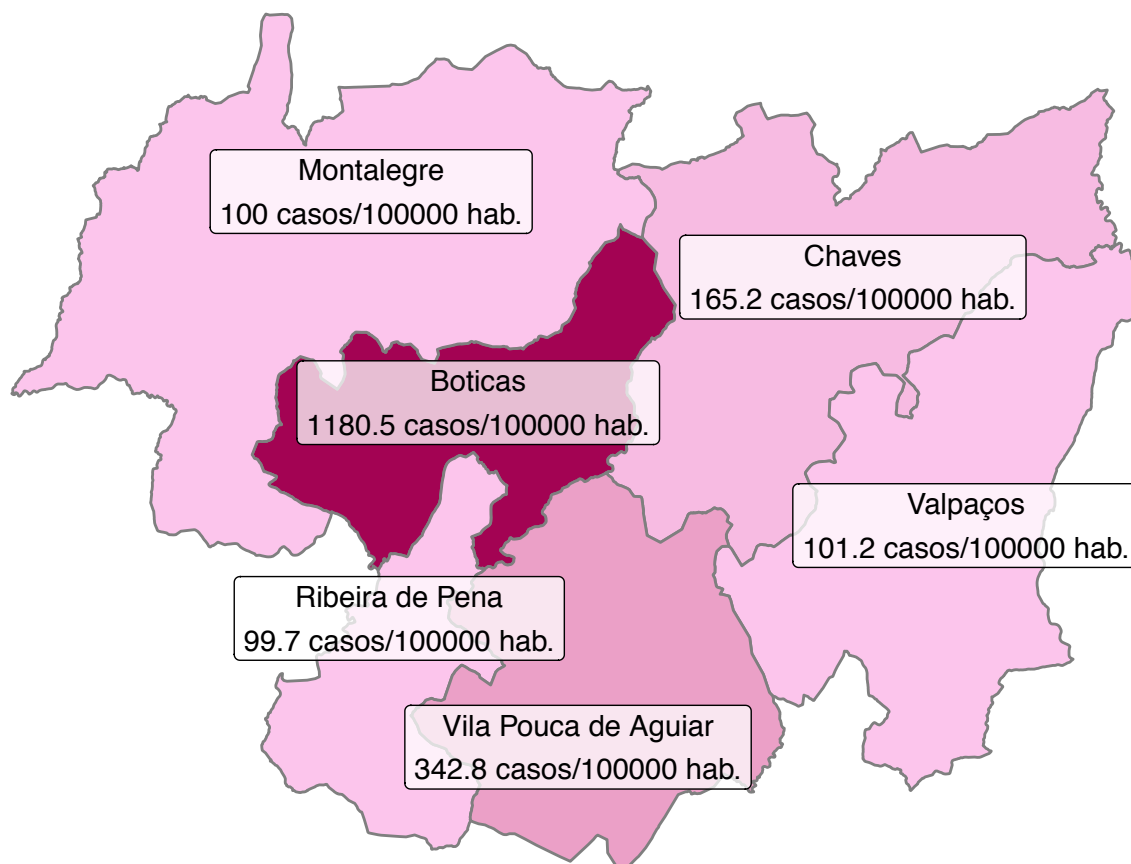 Montalegre
100 casos/100000 hab.
Chaves
165.2 casos/100000 hab.
Boticas
1180.5 casos/100000 hab.
Valpaços
101.2 casos/100000 hab.
Ribeira de Pena
99.7 casos/100000 hab.
Vila Pouca de Aguiar
342.8 casos/100000 hab.